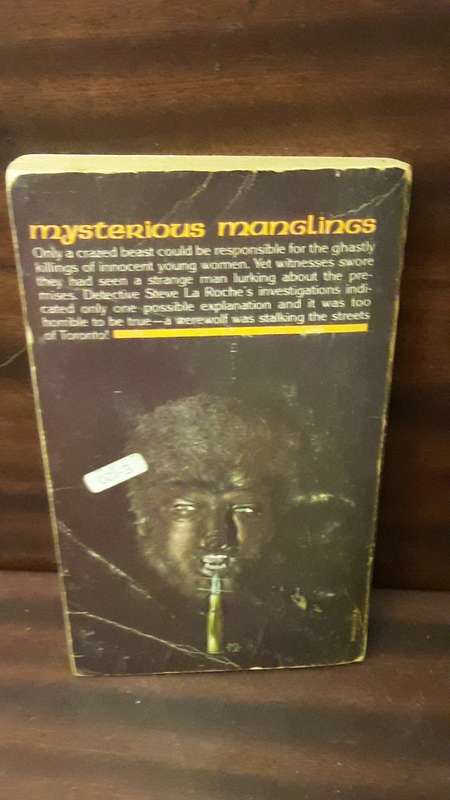 mysterious manglings
Only a crazed beast could be responsible for the ghastly
killings of innocent young women. Yet witnesses swore
they had seen a strange man lurking about the pre-
mises. Detective Steve La Roche's investigations indi-
cated only one possible explanation and it was too
horrible to be true—a werewolf was stalking the streets
of Toronto!